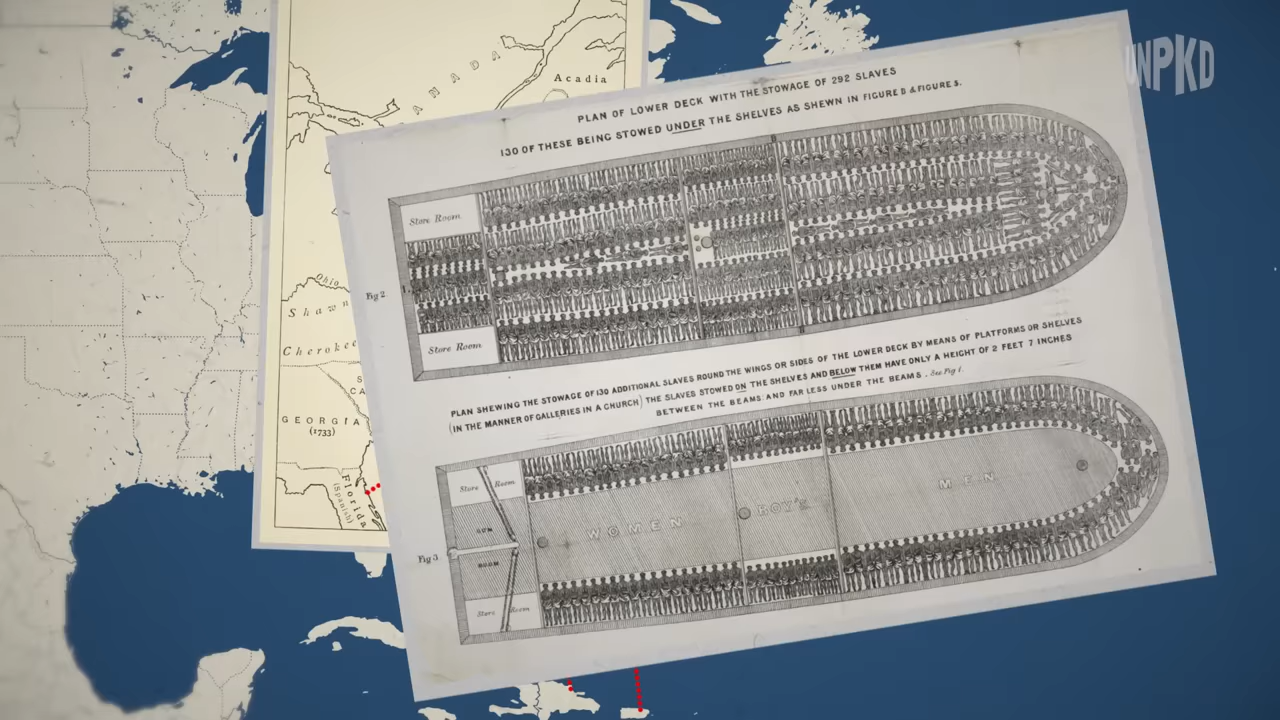 UNPKD
CANADA
Acadia
Ohio
Shawn
Cherokee
S
CA
GEORGIA
(1733)
Florida
(Spanish)
PLAN OF LOWER DECK WITH THE STOWAGE OF 292 SLAVES
130 OF THESE BEING STOWED UNDER THE SHELVES AS SHEWN IN FIGURE D & FIGURE 5.
Store Room
Fig 2
Store Room
PLAN SHEWING THE STOWAGE OF 130 ADDITIONAL SLAVES ROUND THE WINGS OR SIDES OF THE LOWER DECK BY MEANS OF PLATFORMS OR SHELVES
(IN THE MANNER OF GALLERIES IN A CHURCH) THE SLAVES STOWED ON THE SHELVES AND BELOW THEM HAVE ONLY A HEIGHT OF 2 FEET 7 INCHES
BETWEEN THE BEAMS AND FAR LESS UNDER THE BEAMS. See Fig 1.
Store Room
GUN
ROOM
Fig 3
Store Room
WOMEN
BOY'S
MEN